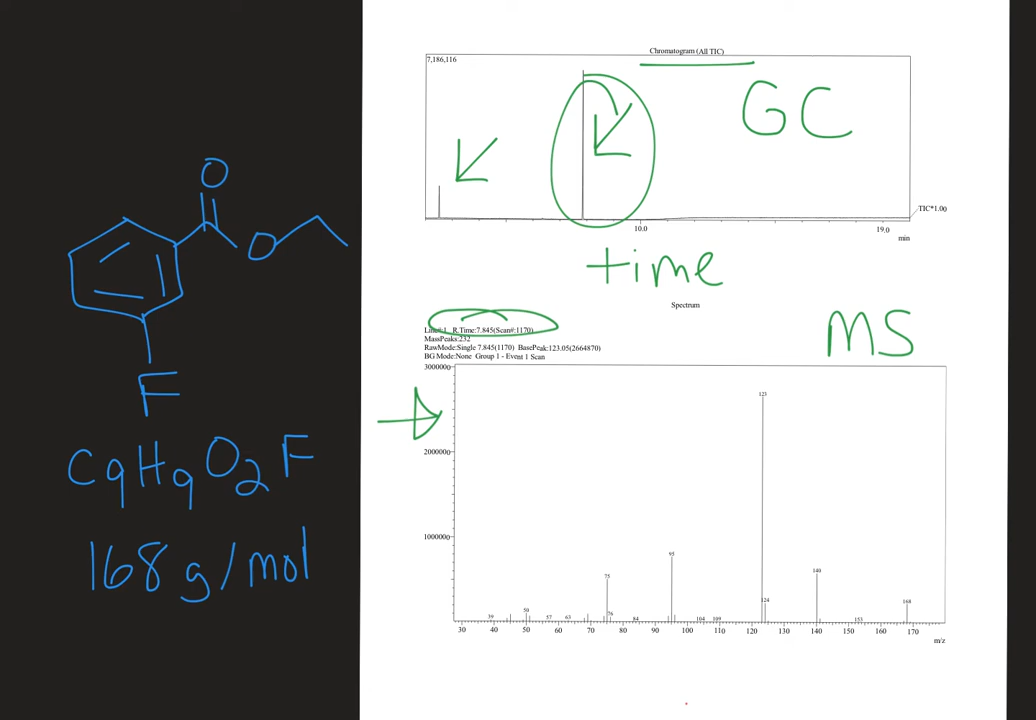 O
O
F
C9H9O2F
168 g/mol
Chromatogram (All TIC)
7,186,116
GC
TIC*1.00
10.0
19.0
min
time
Spectrum
Line#:1 R.Time:7.845(Scan#:1170)
MassPeaks:232
RawMode:Single 7.845(1170) BasePeak:123.05(2664870)
BG Mode:None Group 1 - Event 1 Scan
MS
3000000
2000000
1000000
123
95
75
140
124
168
50
76
39
57
63
84
104
109
153
30 40 50 60 70 80 90 100 110 120 130 140 150 160 170
m/z